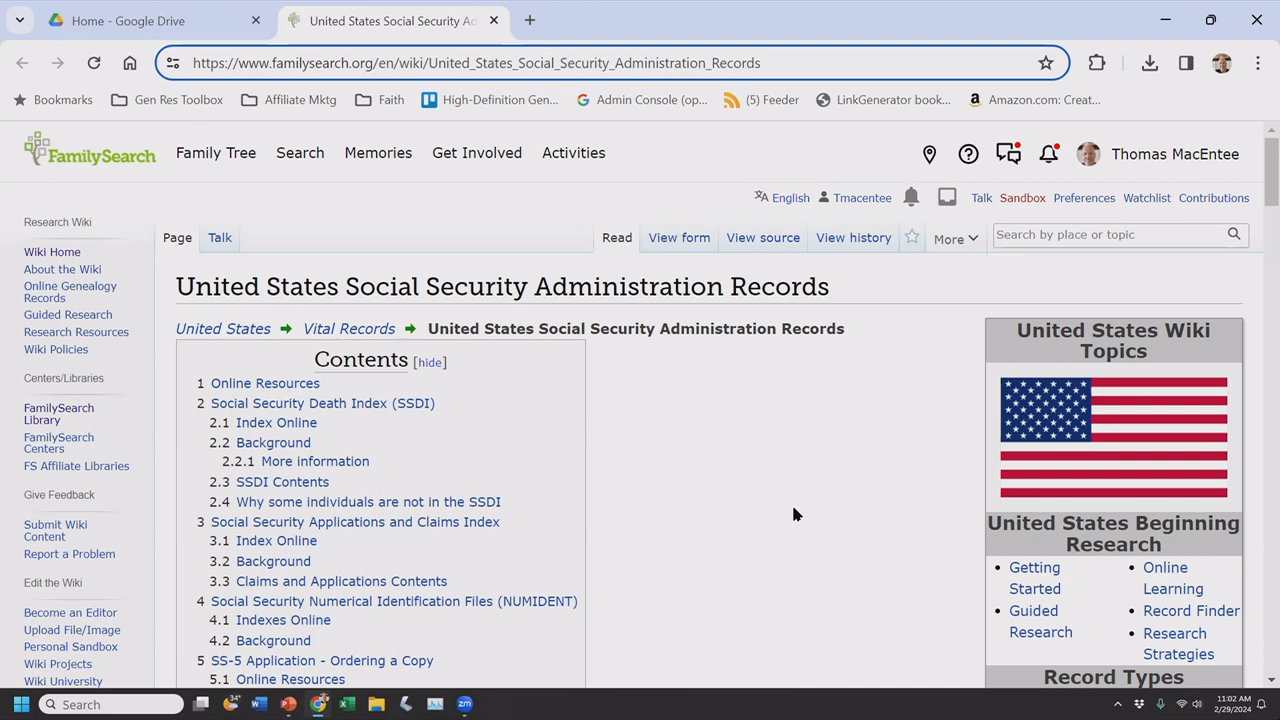 Home - Google Drive
United States Social Security Ad
https://www.familysearch.org/en/wiki/United_States_Social_Security_Administration_Records
Bookmarks
Gen Res Toolbox
Affiliate Mktg
Faith
High-Definition Gen...
Admin Console (op...
(5) Feeder
LinkGenerator book...
Amazon.com: Creat...
FamilySearch
Family Tree
Search
Memories
Get Involved
Activities
Thomas MacEntee
English
Tmacentee
Talk
Sandbox
Preferences
Watchlist
Contributions
Research Wiki
Wiki Home
About the Wiki
Online Genealogy
Records
Guided Research
Research Resources
Wiki Policies
Centers/Libraries
FamilySearch
Library
FamilySearch
Centers
FS Affiliate Libraries
Give Feedback
Submit Wiki
Content
Report a Problem
Edit the Wiki
Become an Editor
Upload File/Image
Personal Sandbox
Wiki Projects
Wiki University
Page
Talk
Read
View form
View source
View history
More
Search by place or topic
United States Social Security Administration Records
United States
Vital Records
United States Social Security Administration Records
Contents [hide]
1 Online Resources
2 Social Security Death Index (SSDI)
2.1 Index Online
2.2 Background
2.2.1 More information
2.3 SSDI Contents
2.4 Why some individuals are not in the SSDI
3 Social Security Applications and Claims Index
3.1 Index Online
3.2 Background
3.3 Claims and Applications Contents
4 Social Security Numerical Identification Files (NUMIDENT)
4.1 Indexes Online
4.2 Background
5 SS-5 Application - Ordering a Copy
5.1 Online Resources
United States Wiki
Topics
United States Beginning
Research
• Getting
Started
• Guided
Research
• Online
Learning
• Record Finder
• Research
Strategies
Record Types
Search
34°
zm
11:02 AM
2/29/2024